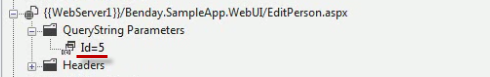 {{WebServer1}}/Benday.SampleApp.WebUI/EditPerson.aspx
QueryString Parameters
Id=5
Headers